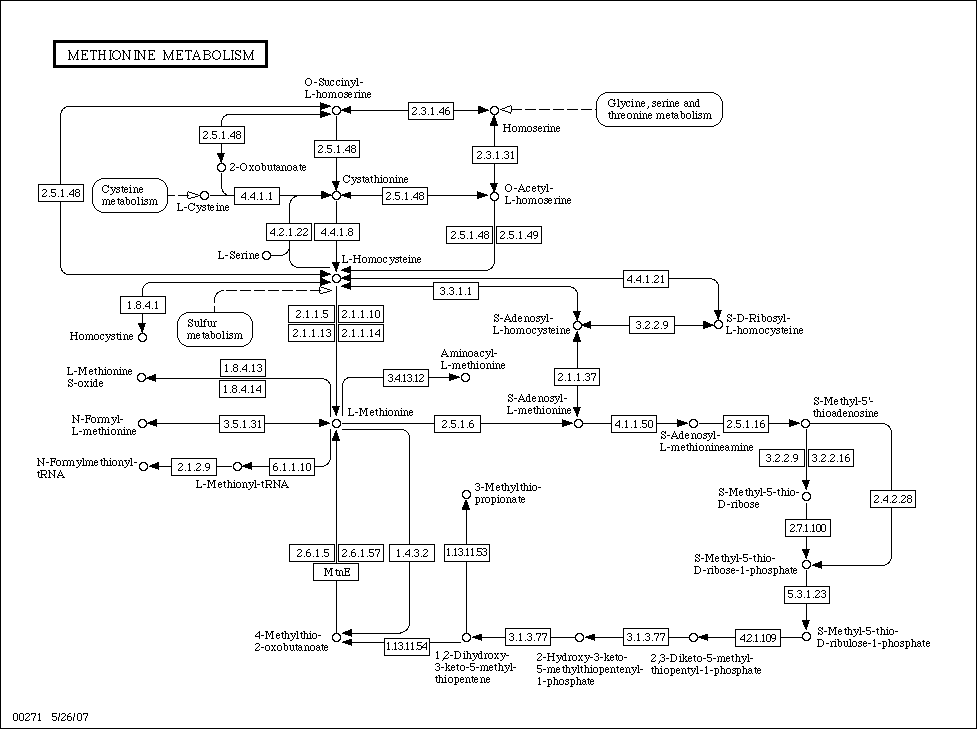 METHIONINE METABOLISM
O-Succinyl-
L-homoserine
2.3.1.46
Homoserine
Glycine, serine and
threonine metabolism
2.5.1.48
2.5.1.48
2.3.1.31
2-Oxobutanoate
Cystathionine
2.5.1.48
Cysteine
metabolism
L-Cysteine
4.4.1.1
2.5.1.48
O-Acetyl-
L-homoserine
4.2.1.22
4.4.1.8
2.5.1.48
2.5.1.49
L-Serine
L-Homocysteine
4.4.1.21
3.3.1.1
1.8.4.1
Homocystine
Sulfur
metabolism
2.1.1.5
2.1.1.10
2.1.1.13
2.1.1.14
S-Adenosyl-
L-homocysteine
3.2.2.9
S-D-Ribosyl-
L-homocysteine
L-Methionine
S-oxide
1.8.4.13
1.8.4.14
Aminoacyl-
L-methionine
3.4.13.12
2.1.1.37
N-Formyl-
L-methionine
3.5.1.31
L-Methionine
2.5.1.6
S-Adenosyl-
L-methionine
4.1.1.50
S-Adenosyl-
L-methionineamine
2.5.1.16
S-Methyl-5'-
thioadenosine
N-Formylmethionyl-
tRNA
2.1.2.9
6.1.1.10
L-Methionyl-tRNA
3.2.2.9
3.2.2.16
3-Methylthio-
propionate
S-Methyl-5-thio-
D-ribose
2.4.2.28
2.7.1.100
2.6.1.5
2.6.1.57
1.4.3.2
1.13.11.53
MtnE
S-Methyl-5-thio-
D-ribose-1-phosphate
5.3.1.23
4-Methylthio-
2-oxobutanoate
1.13.11.54
1,2-Dihydroxy-
3-keto-5-methyl-
thiopentene
3.1.3.77
2-Hydroxy-3-keto-
5-methylthiopentenyl-
1-phosphate
3.1.3.77
2,3-Diketo-5-methyl-
thiopentyl-1-phosphate
4.2.1.109
S-Methyl-5-thio-
D-ribulose-1-phosphate
00271 5/26/07